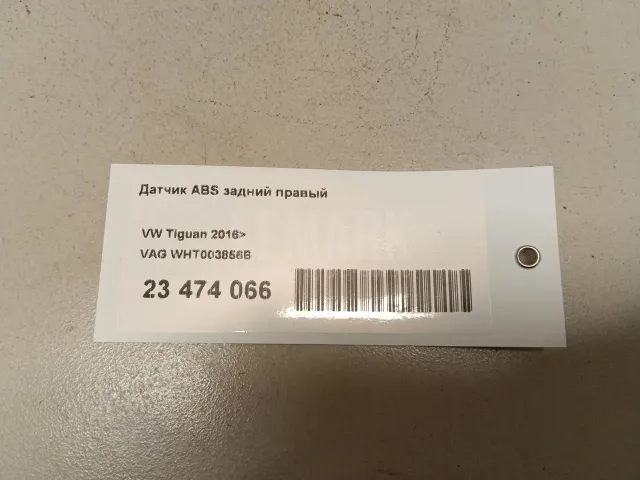 Датчик ABS задний правый
VW Tiguan 2016>
VAG WHT003856B
23 474 066